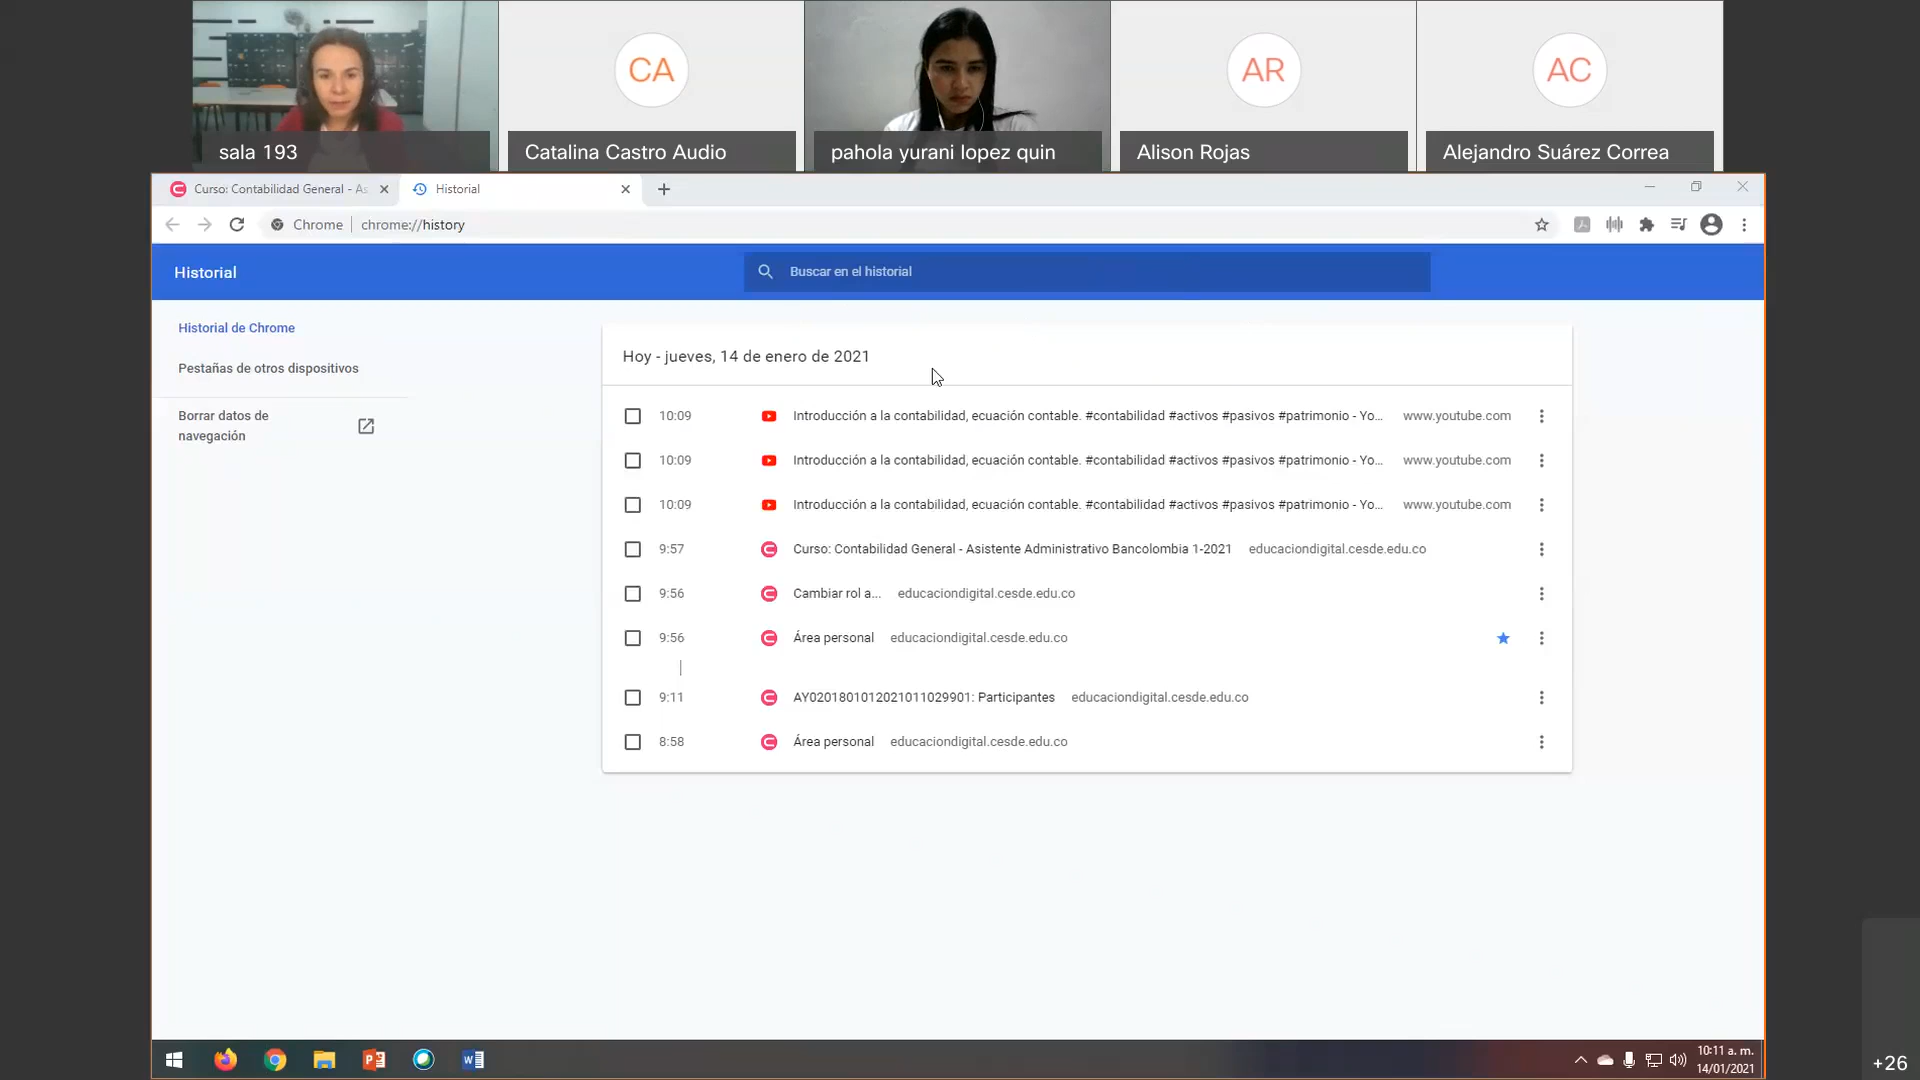 CA
AR
AC
sala 193
Catalina Castro Audio
pahola yurani lopez quin
Alison Rojas
Alejandro Suárez Correa
Curso: Contabilidad General - As
Historial
Chrome
chrome://history
Historial
Buscar en el historial
Historial de Chrome
Pestañas de otros dispositivos
Borrar datos de
navegación
Hoy - jueves, 14 de enero de 2021
10:09 Introducción a la contabilidad, ecuación contable. #contabilidad #activos #pasivos #patrimonio - Yo... www.youtube.com
10:09 Introducción a la contabilidad, ecuación contable. #contabilidad #activos #pasivos #patrimonio - Yo... www.youtube.com
10:09 Introducción a la contabilidad, ecuación contable. #contabilidad #activos #pasivos #patrimonio - Yo... www.youtube.com
9:57 Curso: Contabilidad General - Asistente Administrativo Bancolombia 1-2021 educaciondigital.cesde.edu.co
9:56 Cambiar rol a... educaciondigital.cesde.edu.co
9:56 Área personal educaciondigital.cesde.edu.co
9:11 AY0201801012021011029901: Participantes educaciondigital.cesde.edu.co
8:58 Área personal educaciondigital.cesde.edu.co
10:11 a. m.
14/01/2021
+26